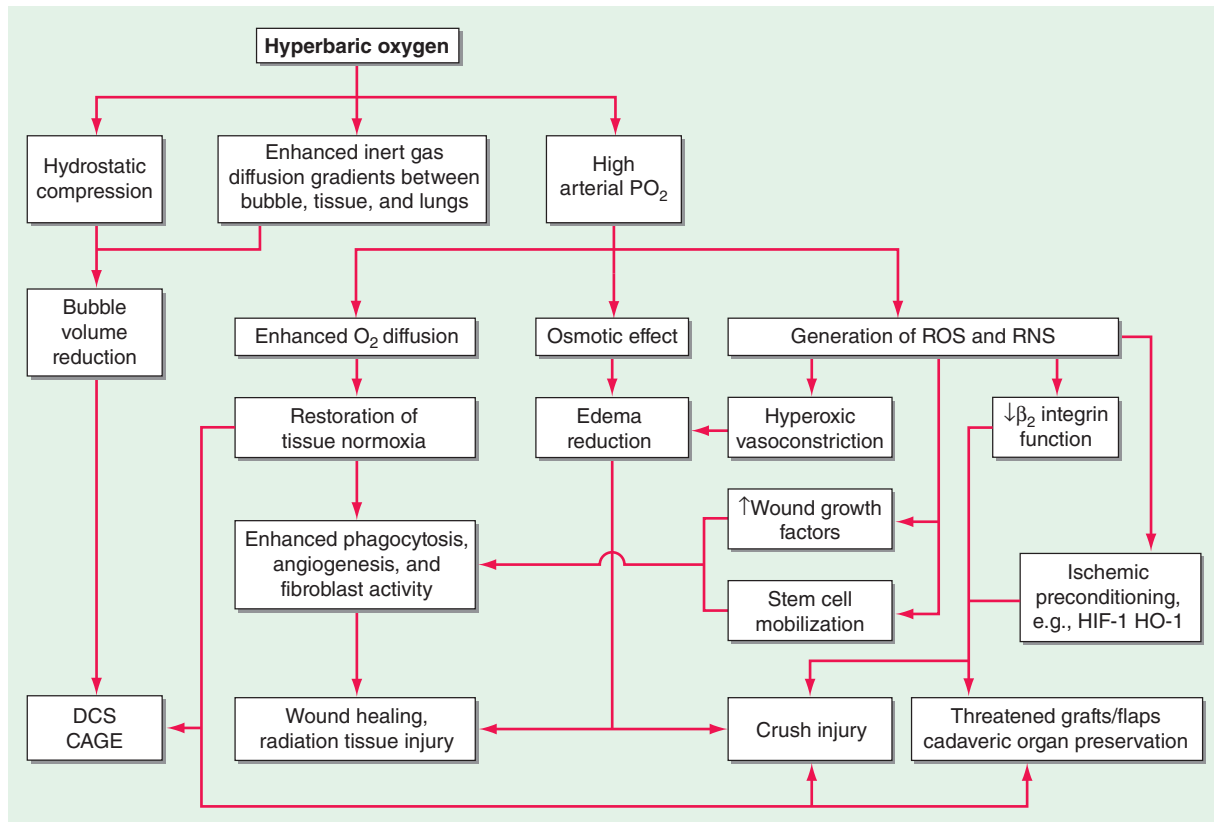 Hyperbaric oxygen
Hydrostatic
compression
Enhanced inert gas
diffusion gradients between
bubble, tissue, and lungs
High
arterial PO₂
Bubble
volume
reduction
Enhanced O₂ diffusion
Osmotic effect
Generation of ROS and RNS
Restoration of
tissue normoxia
Edema
reduction
Hyperoxic
vasoconstriction
↓β₂ integrin
function
Enhanced phagocytosis,
angiogenesis, and
fibroblast activity
↑Wound growth
factors
Stem cell
mobilization
Ischemic
preconditioning,
e.g., HIF-1 HO-1
DCS
CAGE
Wound healing,
radiation tissue injury
Crush injury
Threatened grafts/flaps
cadaveric organ preservation